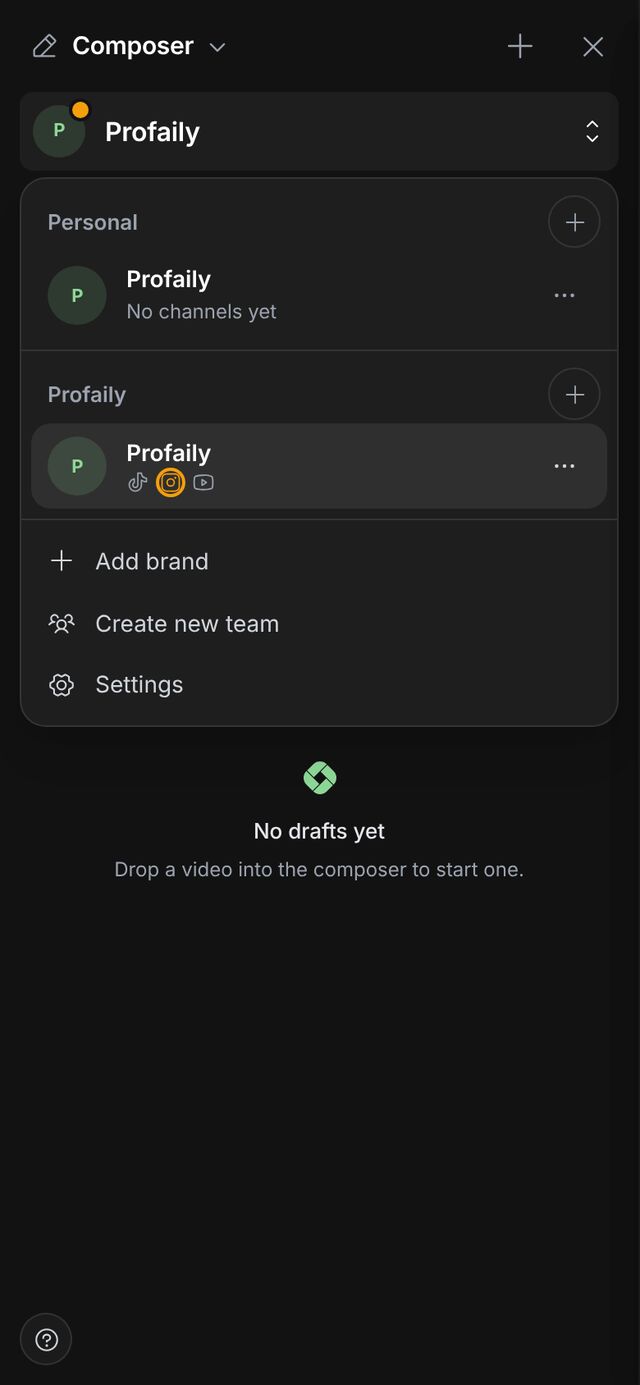 Composer
P
Profaily
Personal
P
Profaily
No channels yet
Profaily
P
Profaily
Add brand
Create new team
Settings
No drafts yet
Drop a video into the composer to start one.